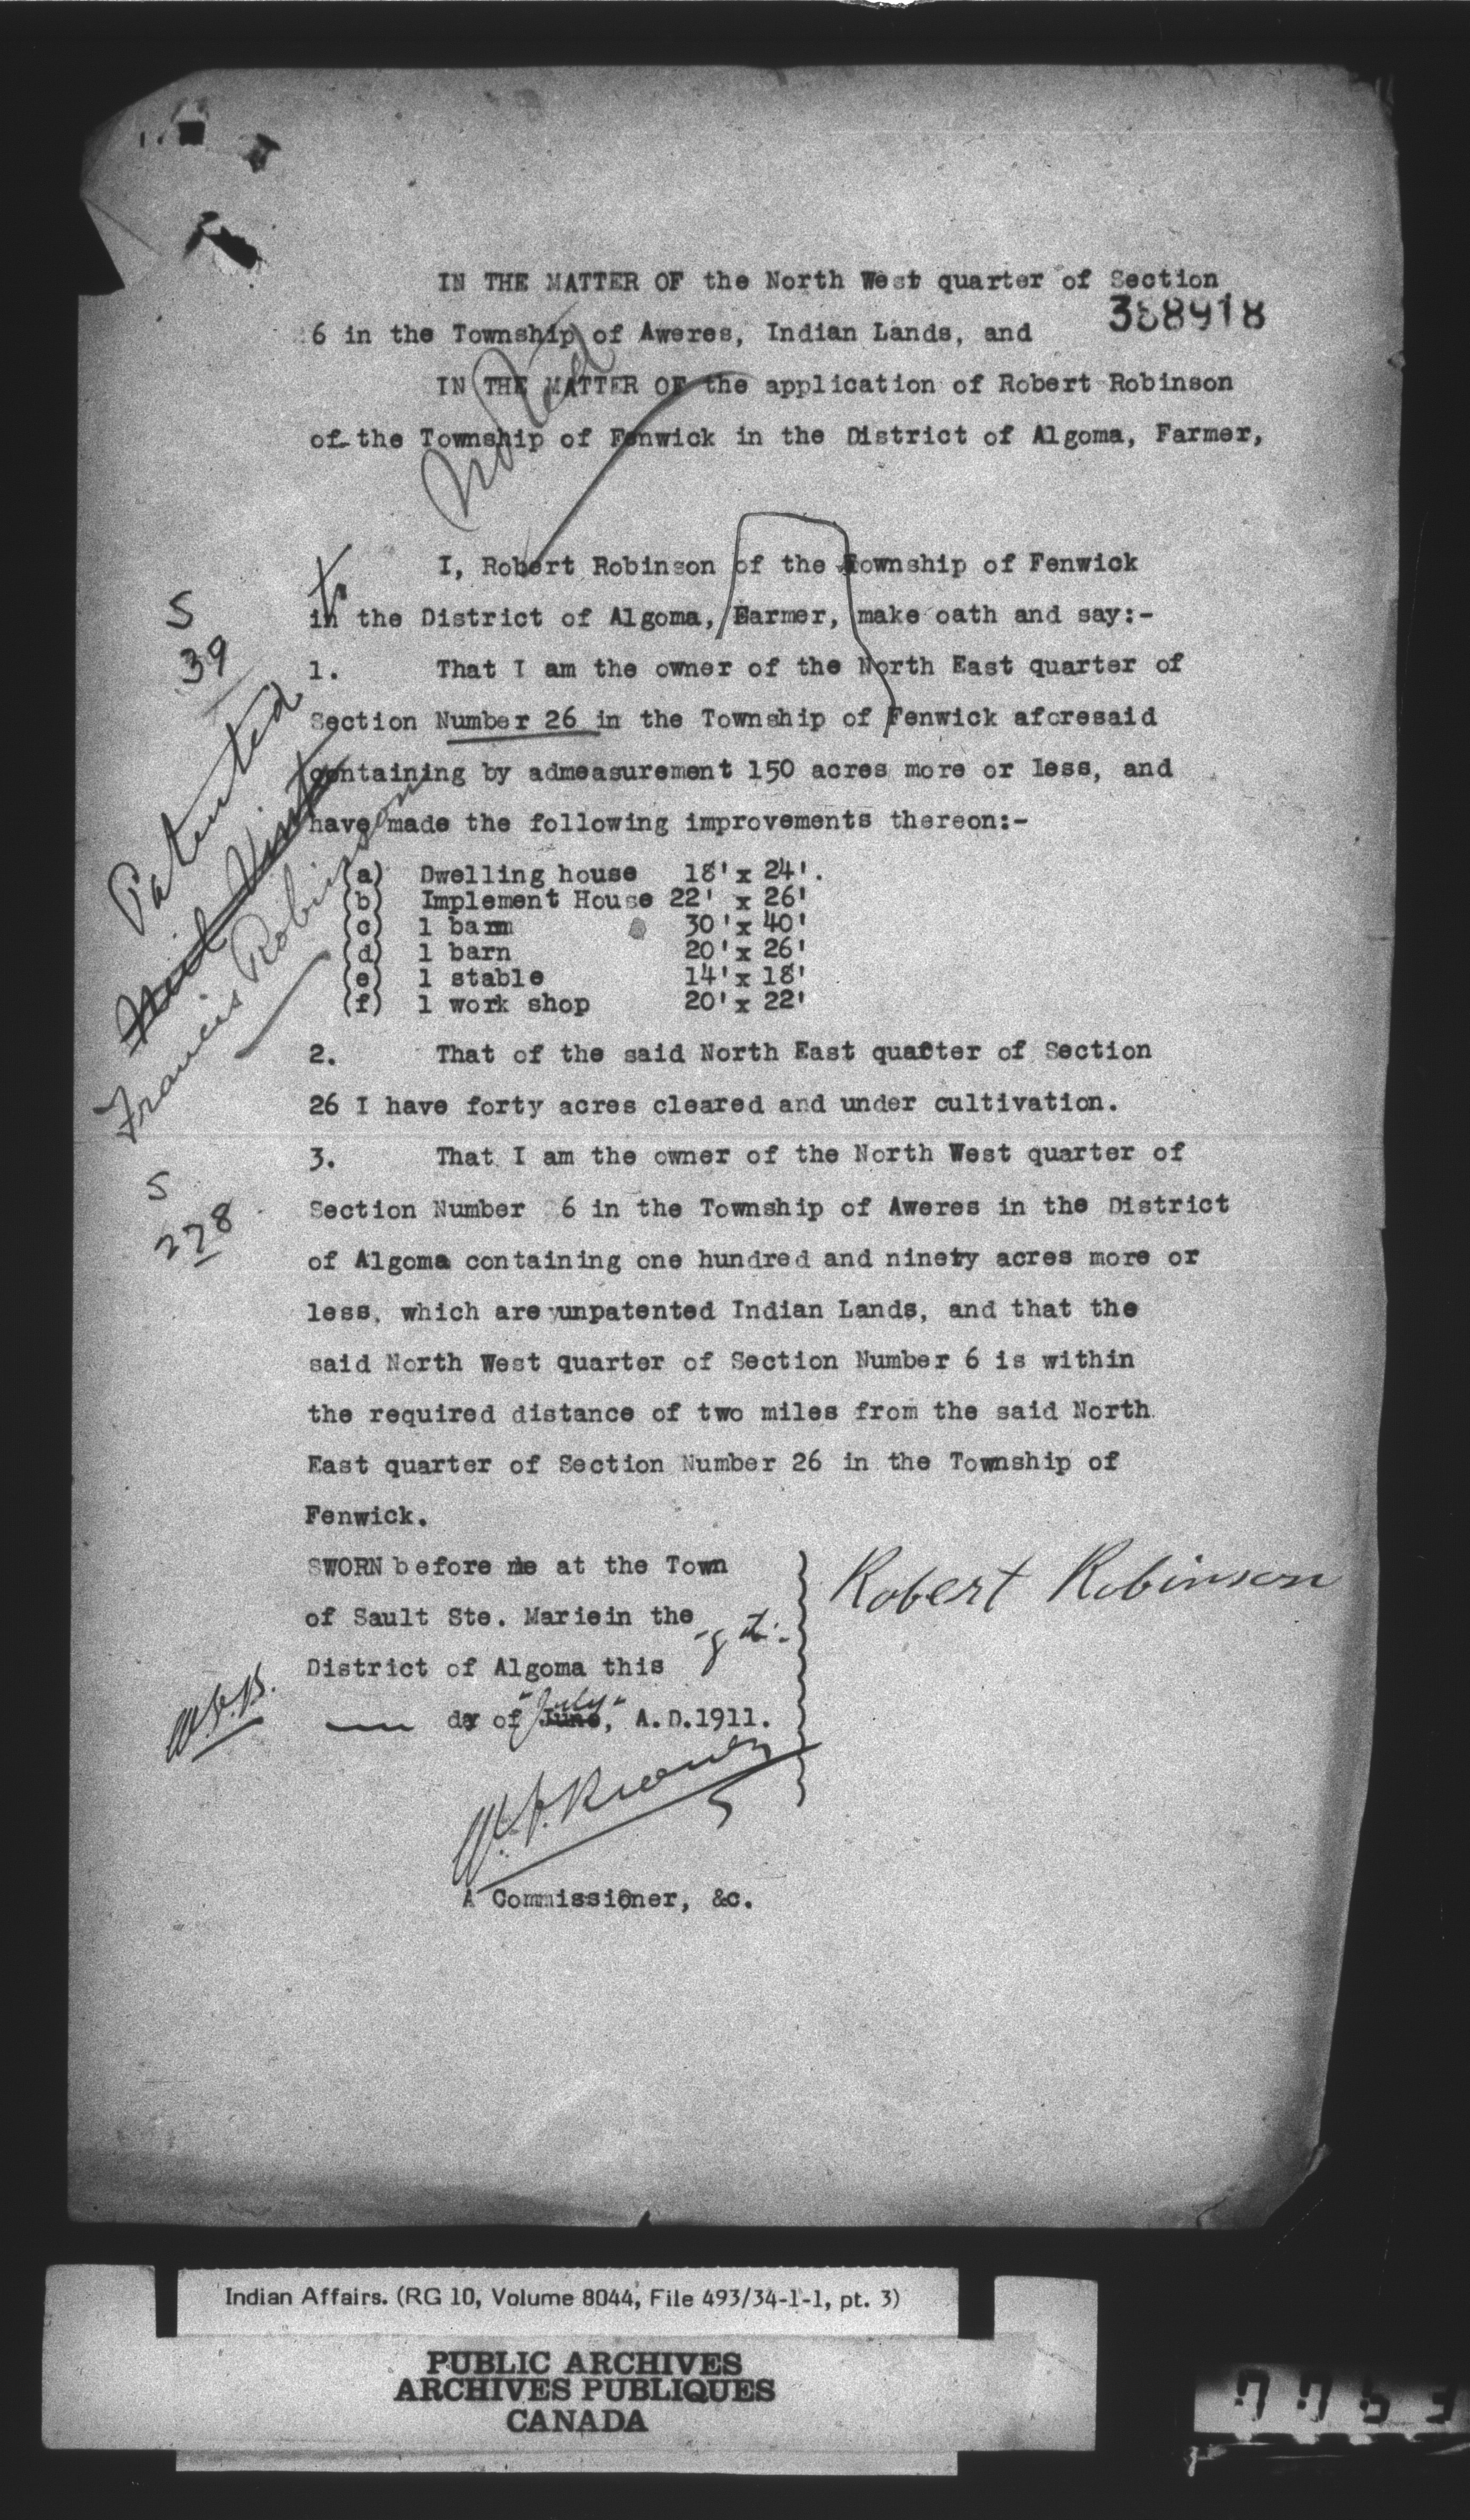 IN THE MATTER OF the North West quarter of Section
388918
6 in the Township of Aweres, Indian Lands, and
IN THE MATTER OF the application of Robert Robinson
of the Township of Fenwick in the District of Algoma, Farmer,
I, Robert Robinson of the Township of Fenwick
in the District of Algoma, Farmer, make oath and say:-
S
39
1. That I am the owner of the North East quarter of
Section Number 26 in the Township of Fenwick aforesaid
containing by admeasurement 150 acres more or less, and
have made the following improvements thereon:-
Patented
Francis Robinson
(a) Dwelling house 18' x 24'.
(b) Implement House 22' x 26'
(c) 1 barn 30' x 40'
(d) 1 barn 20' x 26'
(e) 1 stable 14' x 18'
(f) 1 work shop 20' x 22'
2. That of the said North East quarter of Section
26 I have forty acres cleared and under cultivation.
3. That I am the owner of the North West quarter of
S
228
Section Number 6 in the Township of Aweres in the District
of Algoma containing one hundred and ninety acres more or
less, which are unpatented Indian Lands, and that the
said North West quarter of Section Number 6 is within
the required distance of two miles from the said North
East quarter of Section Number 26 in the Township of
Fenwick.
SWORN before me at the Town
of Sault Ste. Mariein the
District of Algoma this
day of June, July A.D.1911.
Robert Robinson
A Commissioner, &c.
Indian Affairs. (RG 10, Volume 8044, File 493/34-1-1, pt. 3)
PUBLIC ARCHIVES
ARCHIVES PUBLIQUES
CANADA